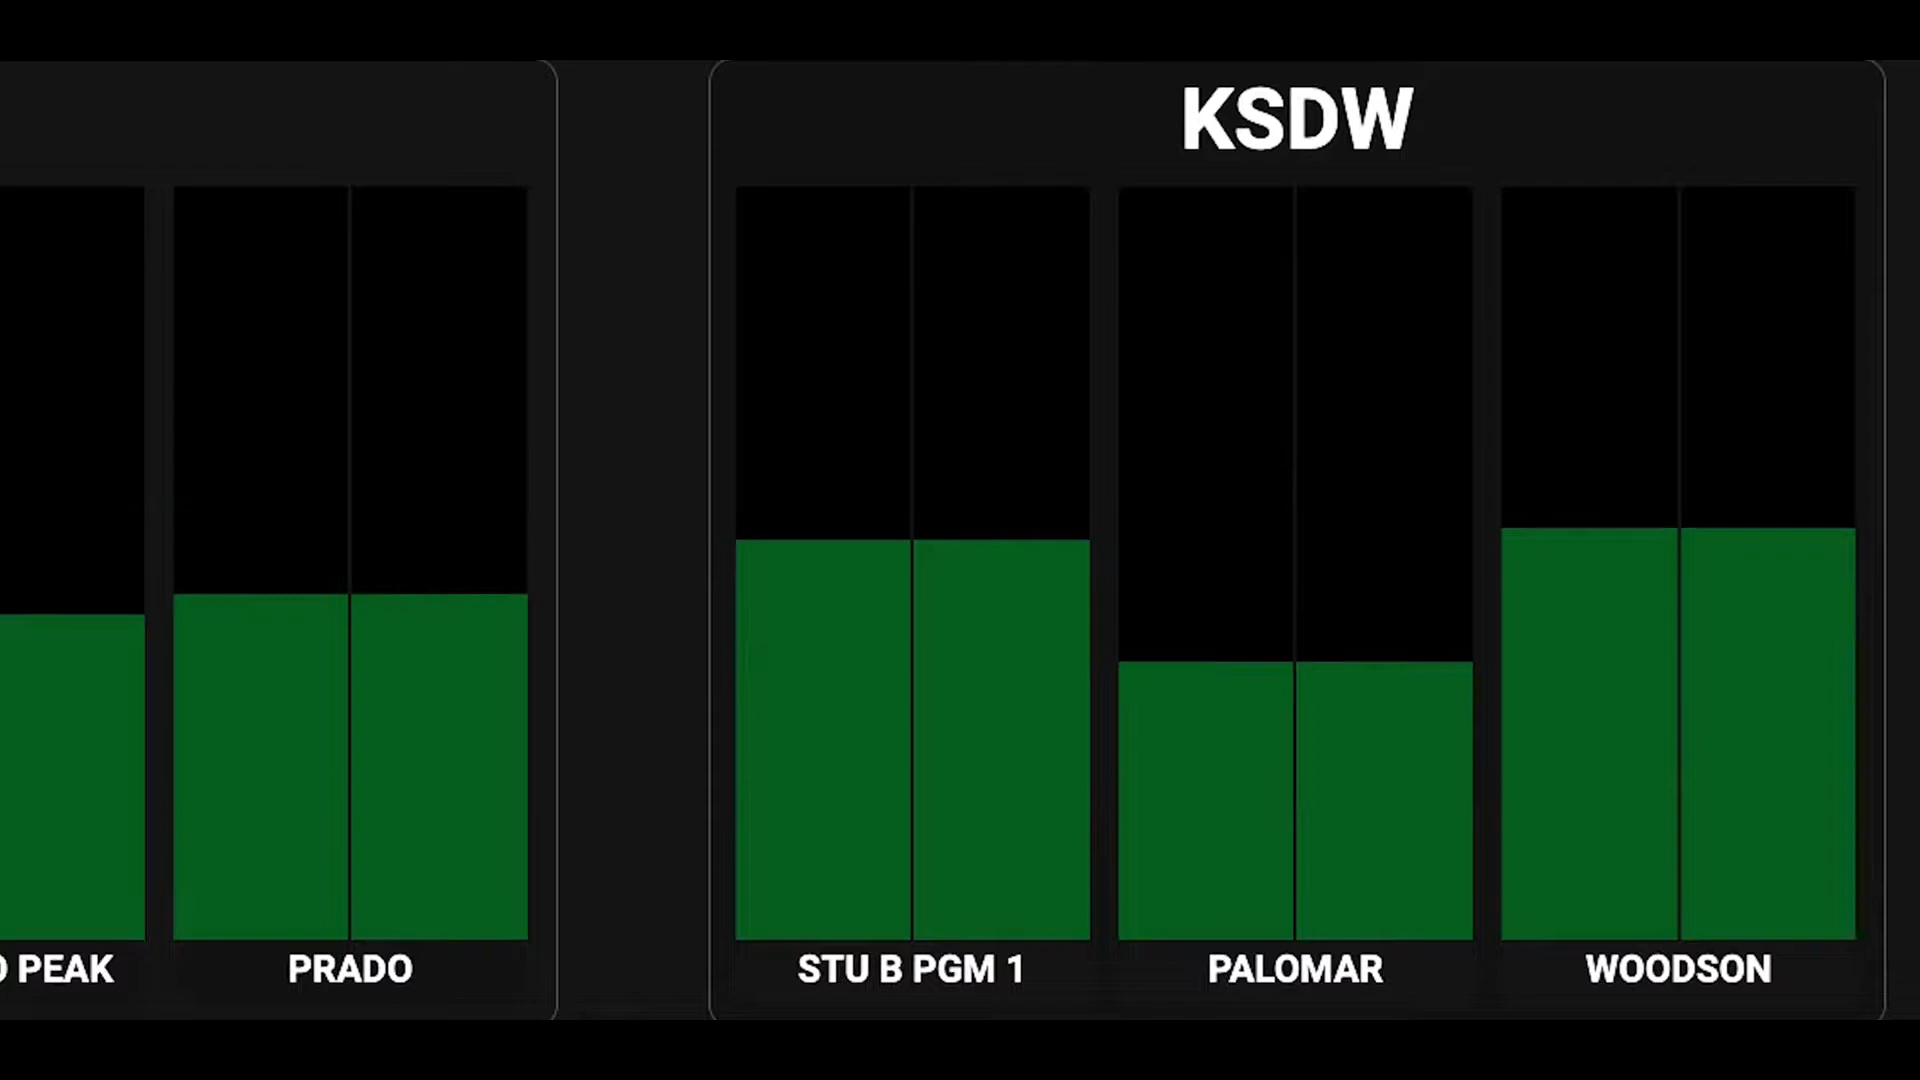 KSDW
PEAK
PRADO
STU B PGM 1
PALOMAR
WOODSON